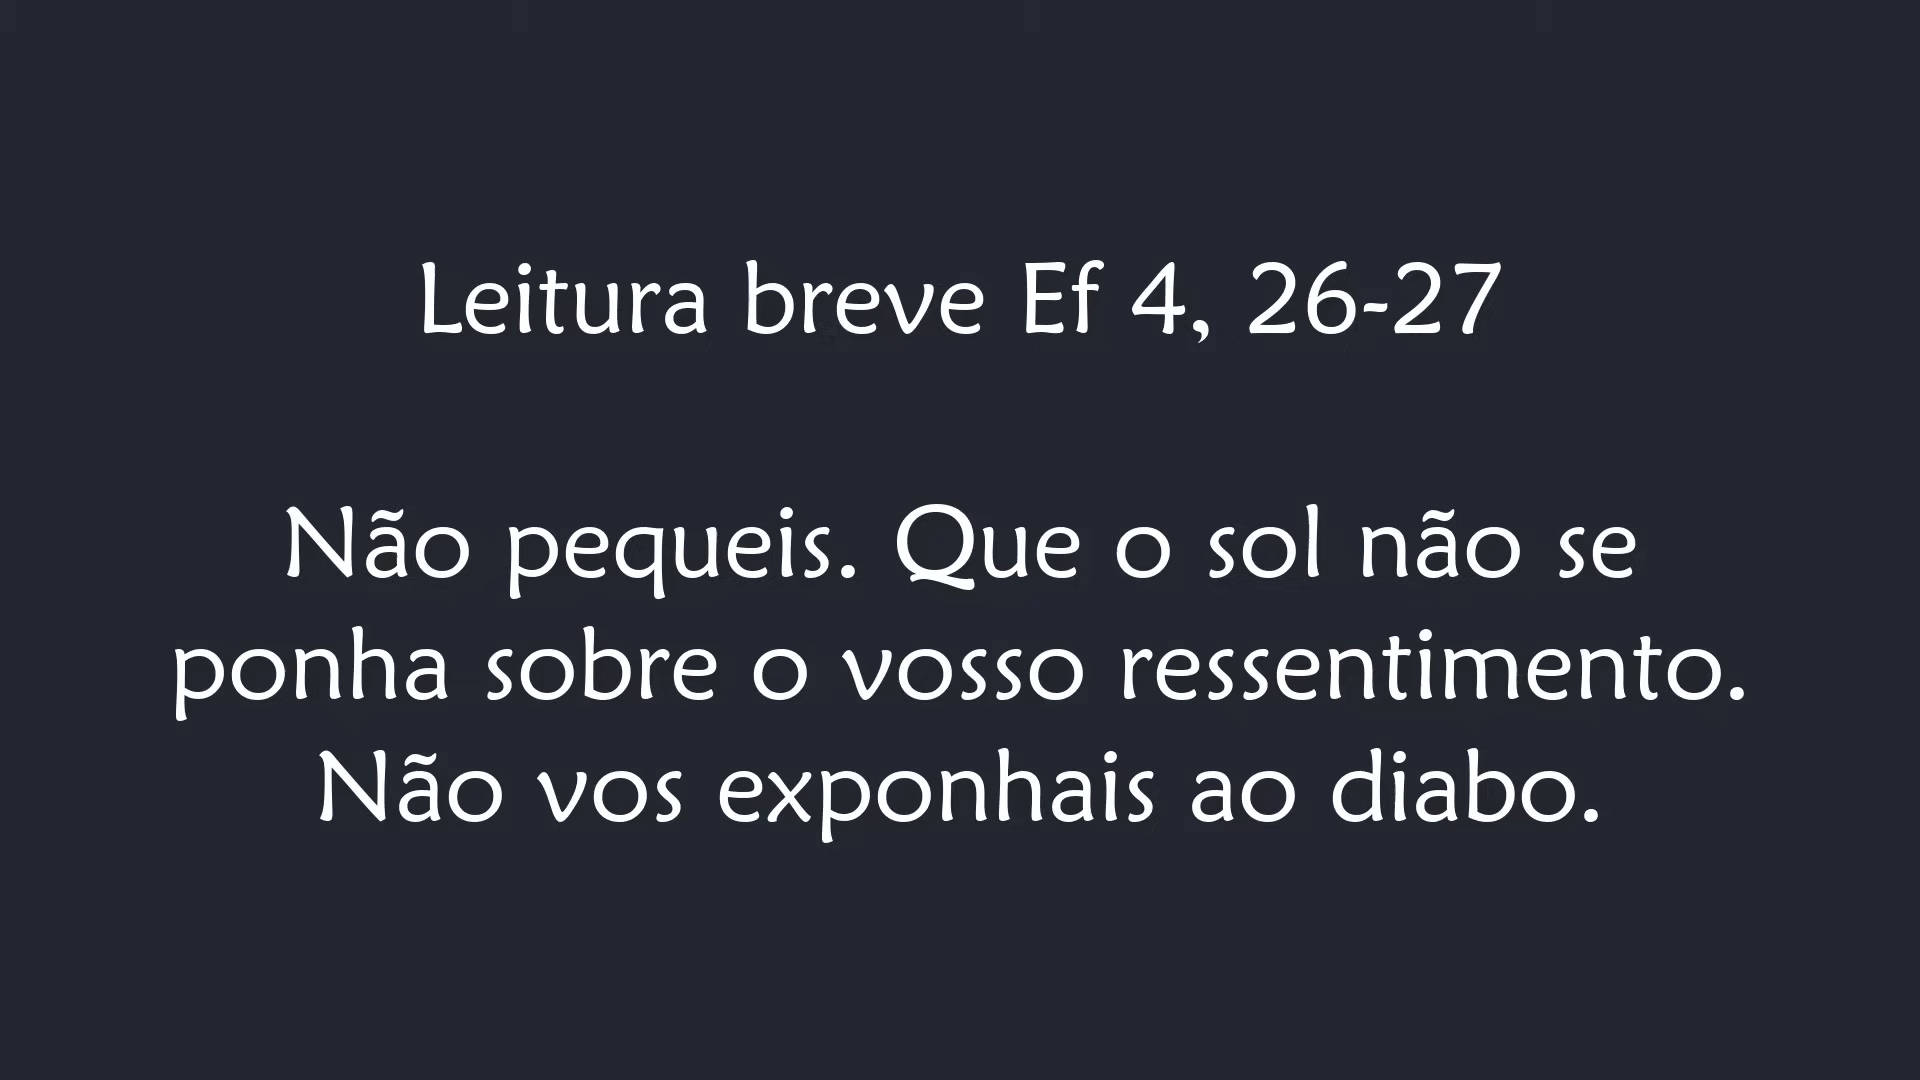 Leitura breve Ef 4, 26-27
Não pequeis. Que o sol não se
ponha sobre o vosso ressentimento.
Não vos exponhais ao diabo.